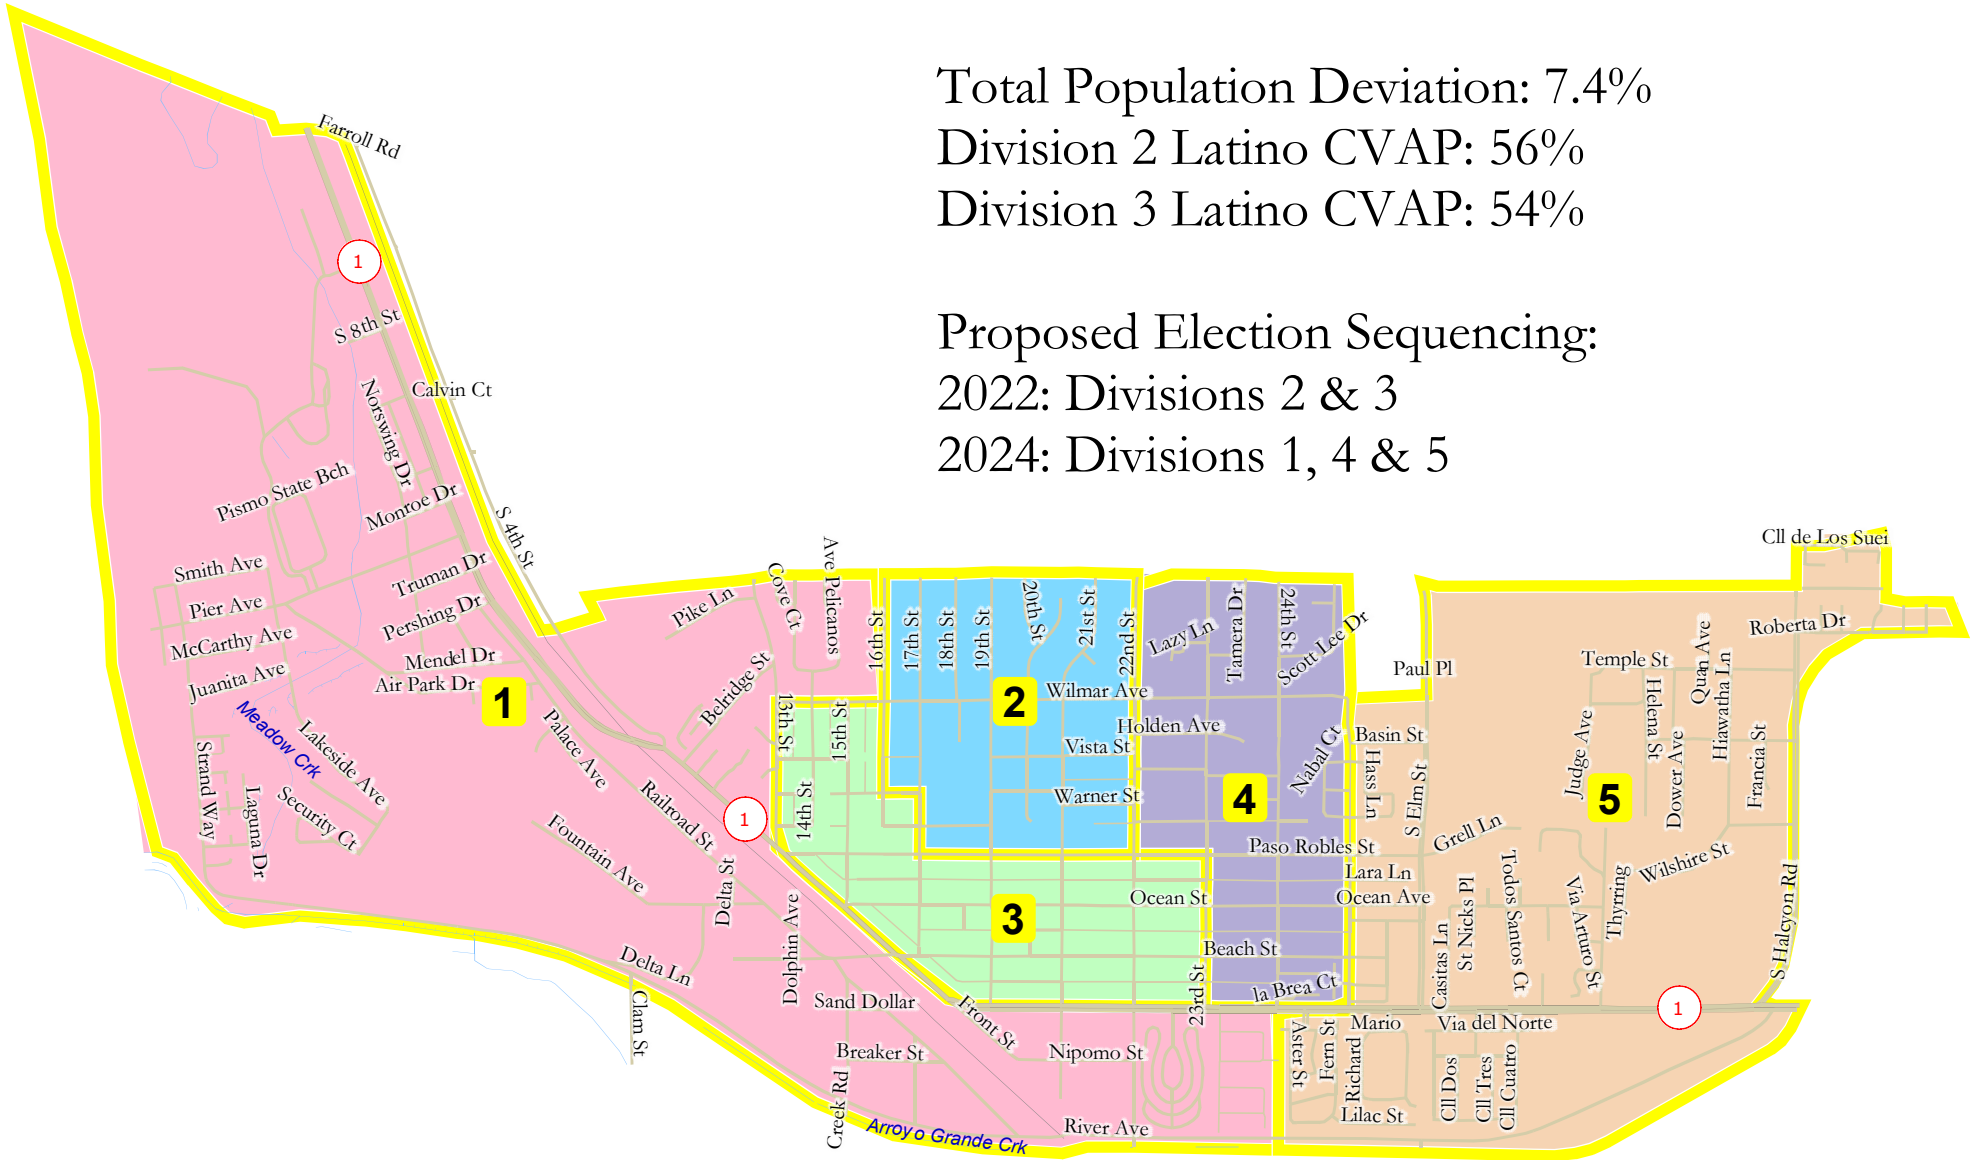 Total Population Deviation: 7.4%
Division 2 Latino CVAP: 56%
Division 3 Latino CVAP: 54%
Proposed Election Sequencing:
2022: Divisions 2 & 3
2024: Divisions 1, 4 & 5
Farroll Rd
1
S 8th St
Calvin Ct
Norswing Dr
Pismo State Bch
Monroe Dr
S 4th St
Smith Ave
Truman Dr
Pier Ave
Pershing Dr
McCarthy Ave
Mendel Dr
Juanita Ave
Air Park Dr
1
Meadow Crk
Lakeside Ave
Palace Ave
Strand Way
Laguna Dr
Security Ct
Railroad St
Fountain Ave
Delta St
1
Pike Ln
Cove Ct
Ave Pelicanos
Belridge St
13th St
15th St
14th St
16th St
17th St
18th St
19th St
20th St
21st St
22nd St
2
Wilmar Ave
Vista St
Warner St
Holden Ave
Lazy Ln
Tamera Dr
24th St
Scott Lee Dr
Nabal Ct
4
Paso Robles St
Lara Ln
Ocean St
Ocean Ave
3
Beach St
23rd St
la Brea Ct
Paul Pl
Basin St
Hass Ln
S Elm St
Grell Ln
Cll de Los Suei
Roberta Dr
Temple St
Quan Ave
Hiawatha Ln
Helena St
Judge Ave
Dower Ave
Francia St
5
Wilshire St
Thyrring
Via Arturo St
Todos Santos Ct
St Nicks Pl
Casitas Ln
S Halcyon Rd
1
Delta Ln
Dolphin Ave
Clam St
Sand Dollar
Front St
Breaker St
Nipomo St
Creek Rd
River Ave
Arroyo Grande Crk
Aster St
Fern St
Richard
Mario
Via del Norte
Lilac St
Cll Dos
Cll Tres
Cll Cuatro